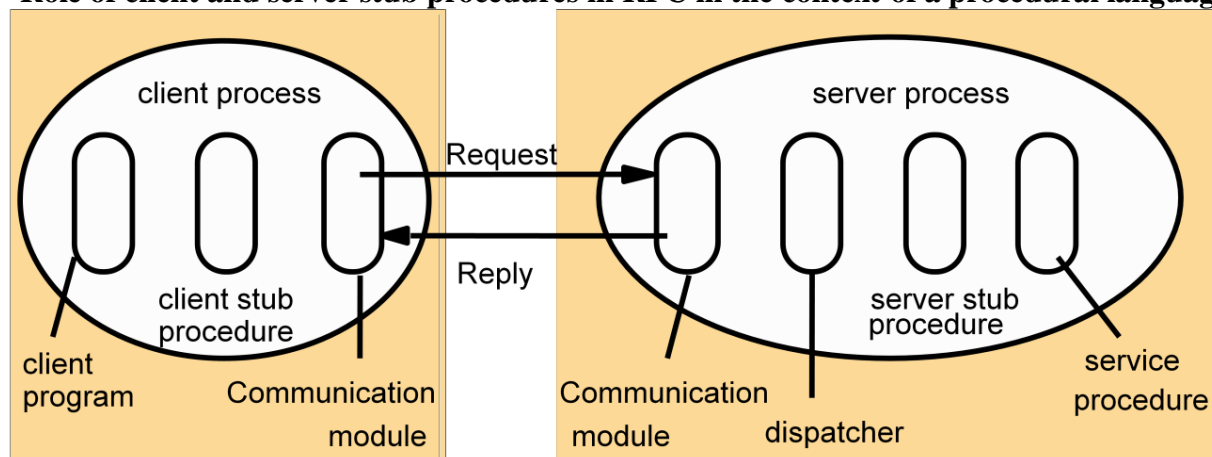 Role of client and server stub procedures in RPC in the context of a procedural language
client process
server process
Request
Reply
client stub
procedure
server stub
procedure
client
program
Communication
module
Communication
module
dispatcher
service
procedure